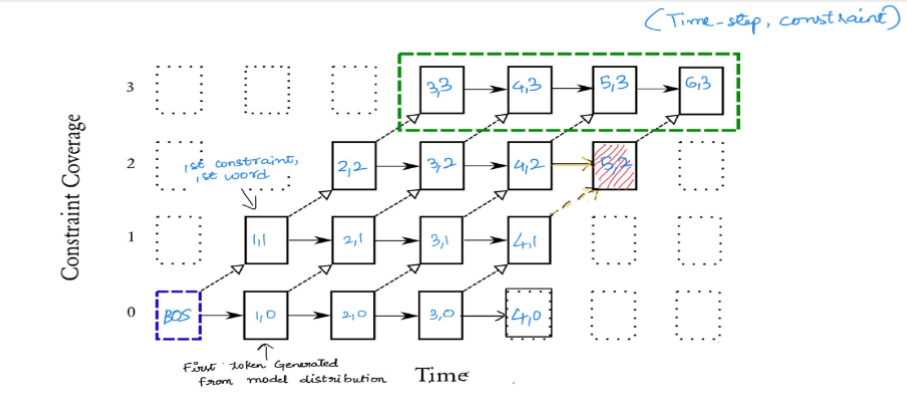 (Time-step, constraint)
3
3,3
4,3
5,3
6,3
2
1st constraint,
1st word
2,2
3,2
4,2
5,2
1
1,1
2,1
3,1
4,1
0
BOS
1,0
2,0
3,0
4,0
First token Generated
from model distribution
Time
Constraint Coverage